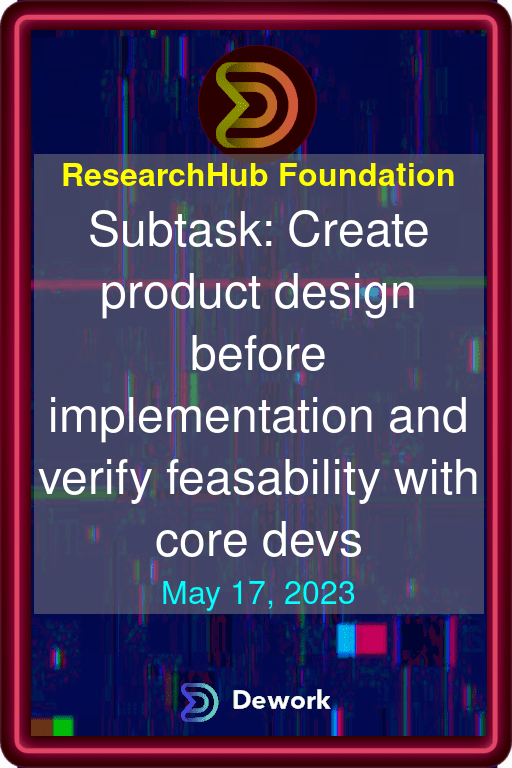 ResearchHub Foundation
Subtask: Create
product design
before
implementation and
verify feasability with
core devs
May 17, 2023
Dework